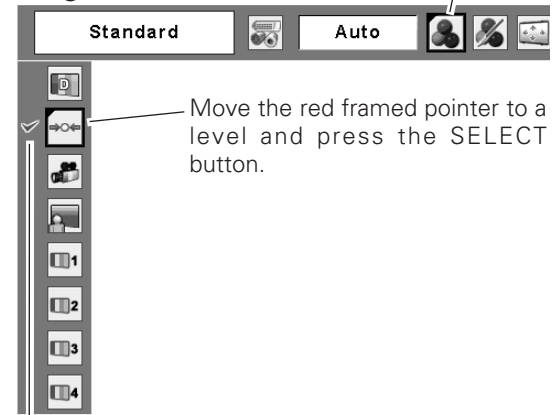 Standard
Auto
D
Move the red framed pointer to a
level and press the SELECT
button.
1
2
3
4